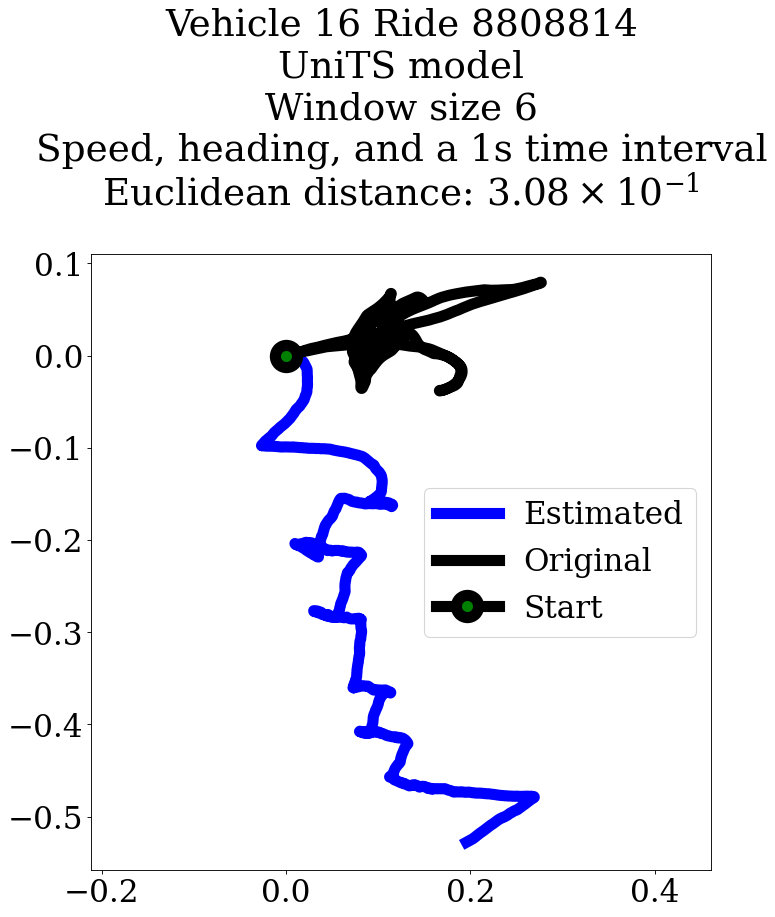 Vehicle 16 Ride 8808814
UniTS model
Window size 6
Speed, heading, and a 1s time interval
Euclidean distance: 3.08 × 10⁻¹
0.1
0.0
−0.1
−0.2
−0.3
−0.4
−0.5
Estimated
Original
Start
−0.2 0.0 0.2 0.4